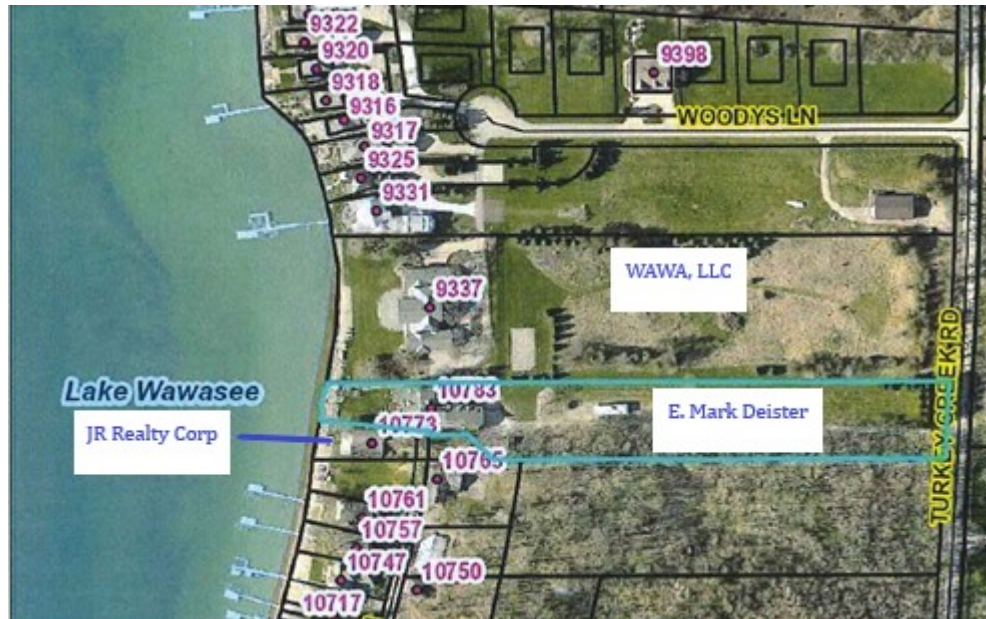 9322
9320
9318
9316
9317
9325
9331
9398
WOODYS LN
WAWA, LLC
9337
Lake Wawasee
JR Realty Corp
10783
10773
E. Mark Deister
TURKEY CREEK RD
10765
10761
10757
10747
10750
10717